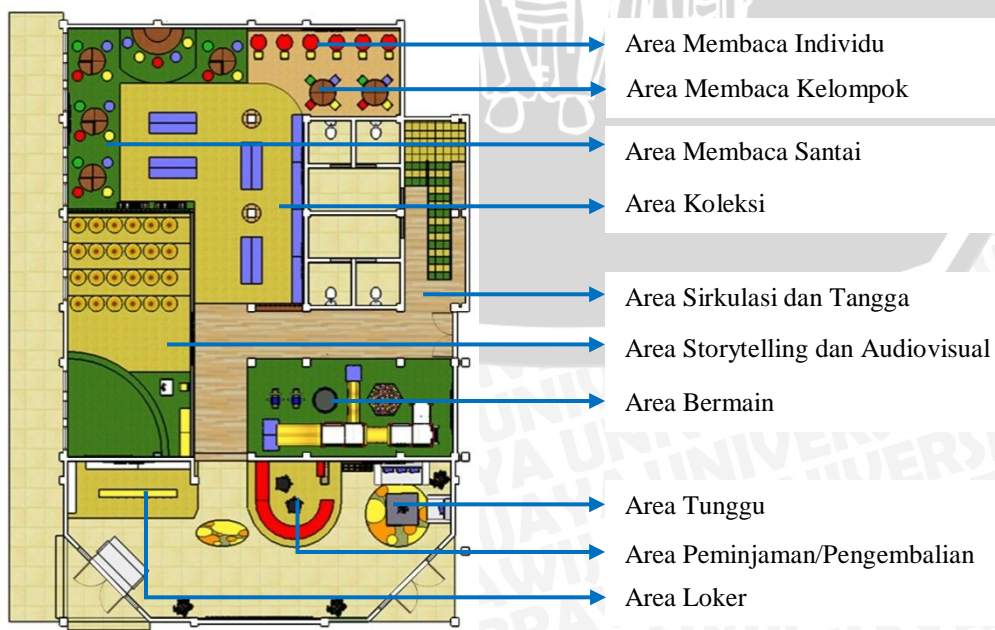 Area Membaca Individu
Area Membaca Kelompok
Area Membaca Santai
Area Koleksi
Area Sirkulasi dan Tangga
Area Storytelling dan Audiovisual
Area Bermain
Area Tunggu
Area Peminjaman/Pengembalian
Area Loker